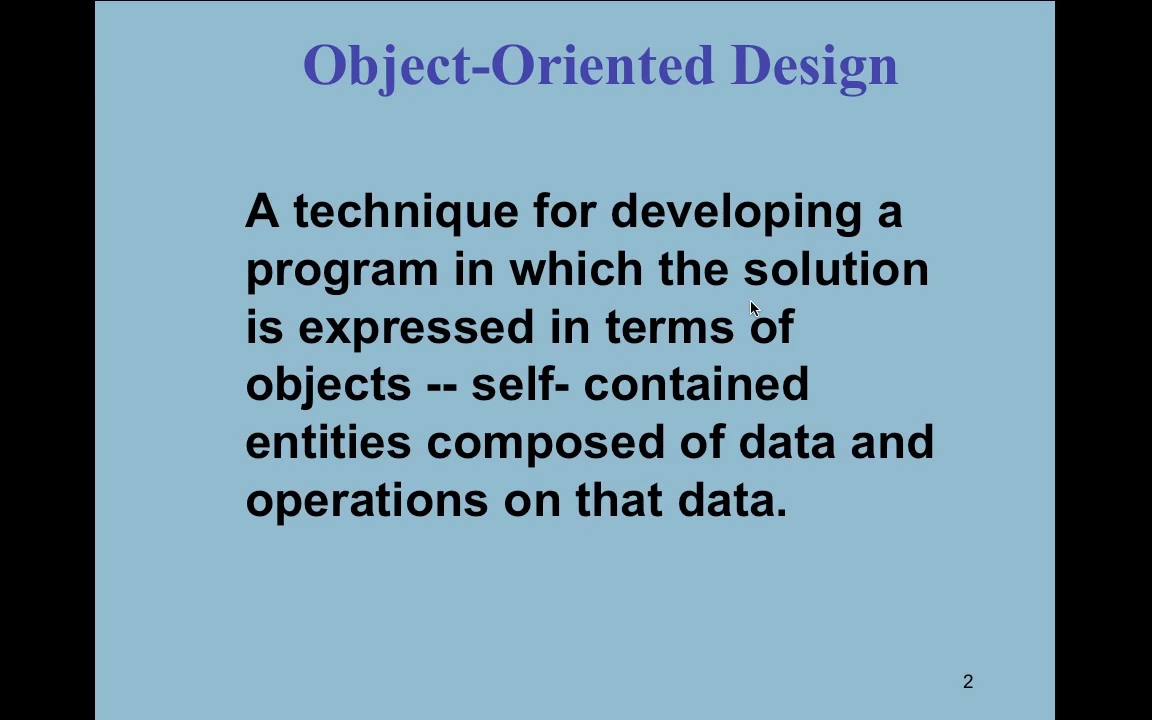 Object-Oriented Design
A technique for developing a
program in which the solution
is expressed in terms of
objects -- self- contained
entities composed of data and
operations on that data.
2